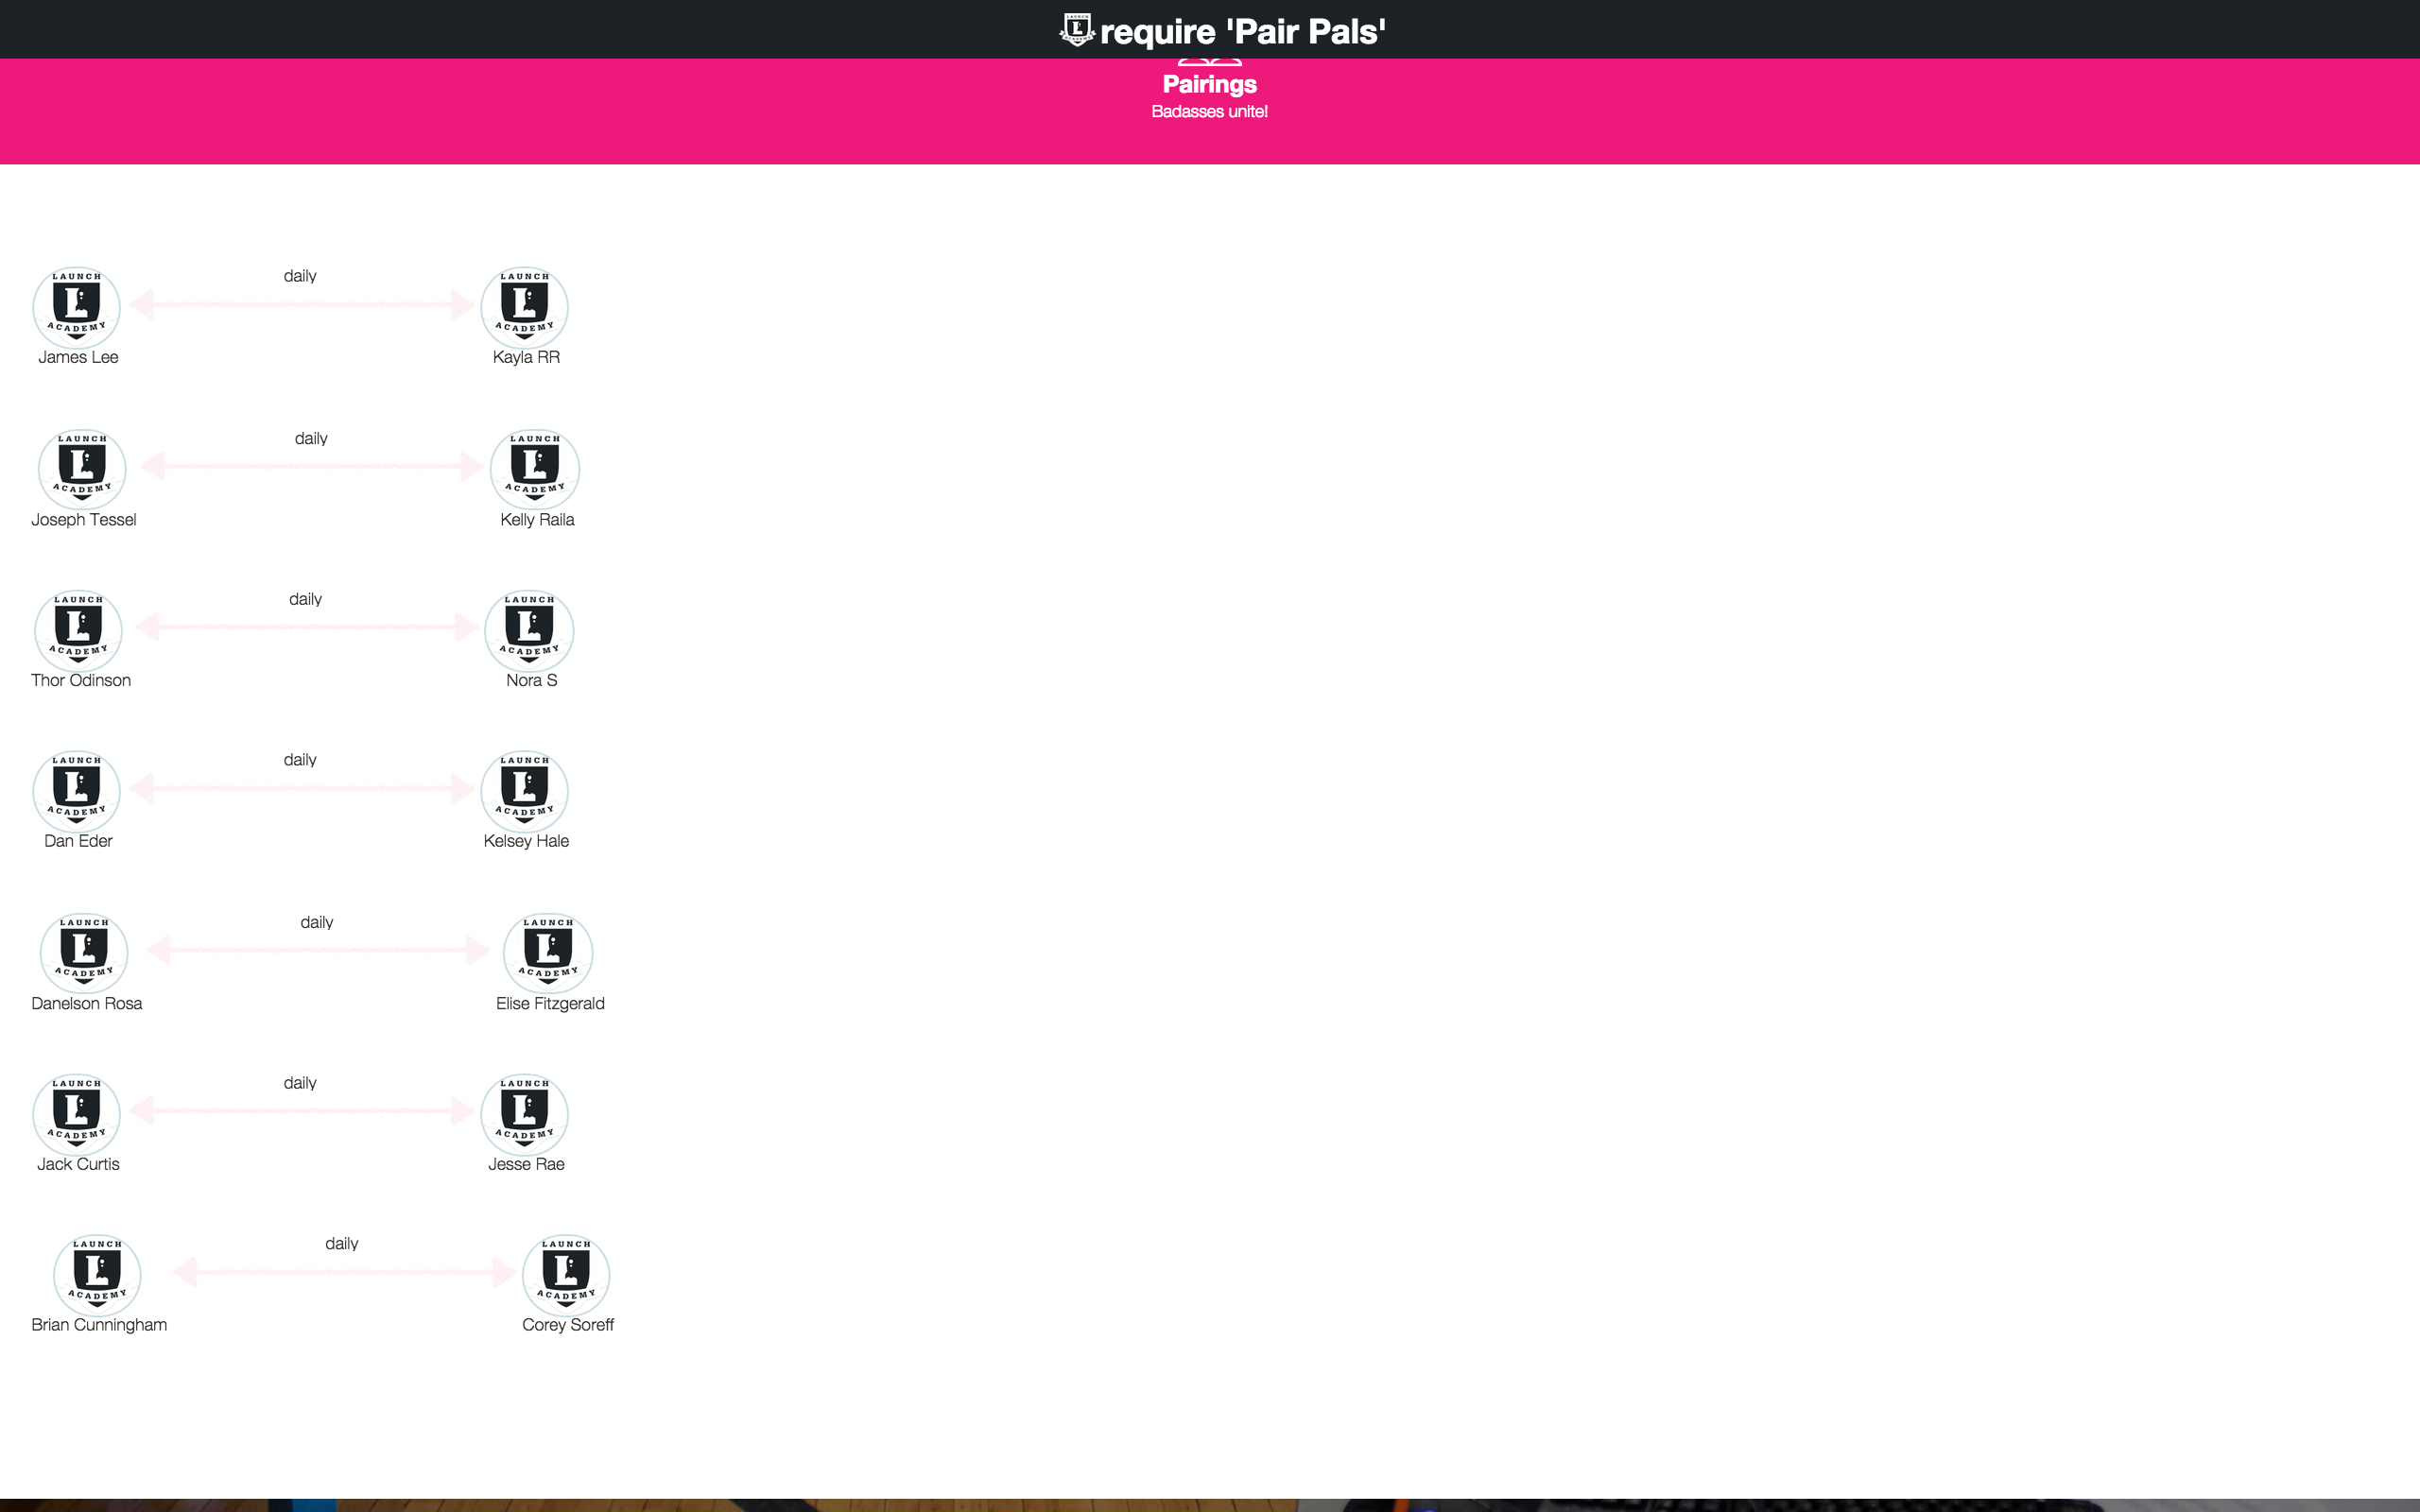 LAUNCH
L
ACADEMY
require 'Pair Pals'
Pairings
Badasses unite!
daily
LAUNCH LAUNCH
L L
ACADEMY ACADEMY
James Lee Kayla RR
daily
LAUNCH LAUNCH
L L
ACADEMY ACADEMY
Joseph Tessel Kelly Raila
daily
LAUNCH LAUNCH
L L
ACADEMY ACADEMY
Thor Odinson Nora S
daily
LAUNCH LAUNCH
L L
ACADEMY ACADEMY
Dan Eder Kelsey Hale
daily
LAUNCH LAUNCH
L L
ACADEMY ACADEMY
Danelson Rosa Elise Fitzgerald
daily
LAUNCH LAUNCH
L L
ACADEMY ACADEMY
Jack Curtis Jesse Rae
daily
LAUNCH LAUNCH
L L
ACADEMY ACADEMY
Brian Cunningham Corey Soreff